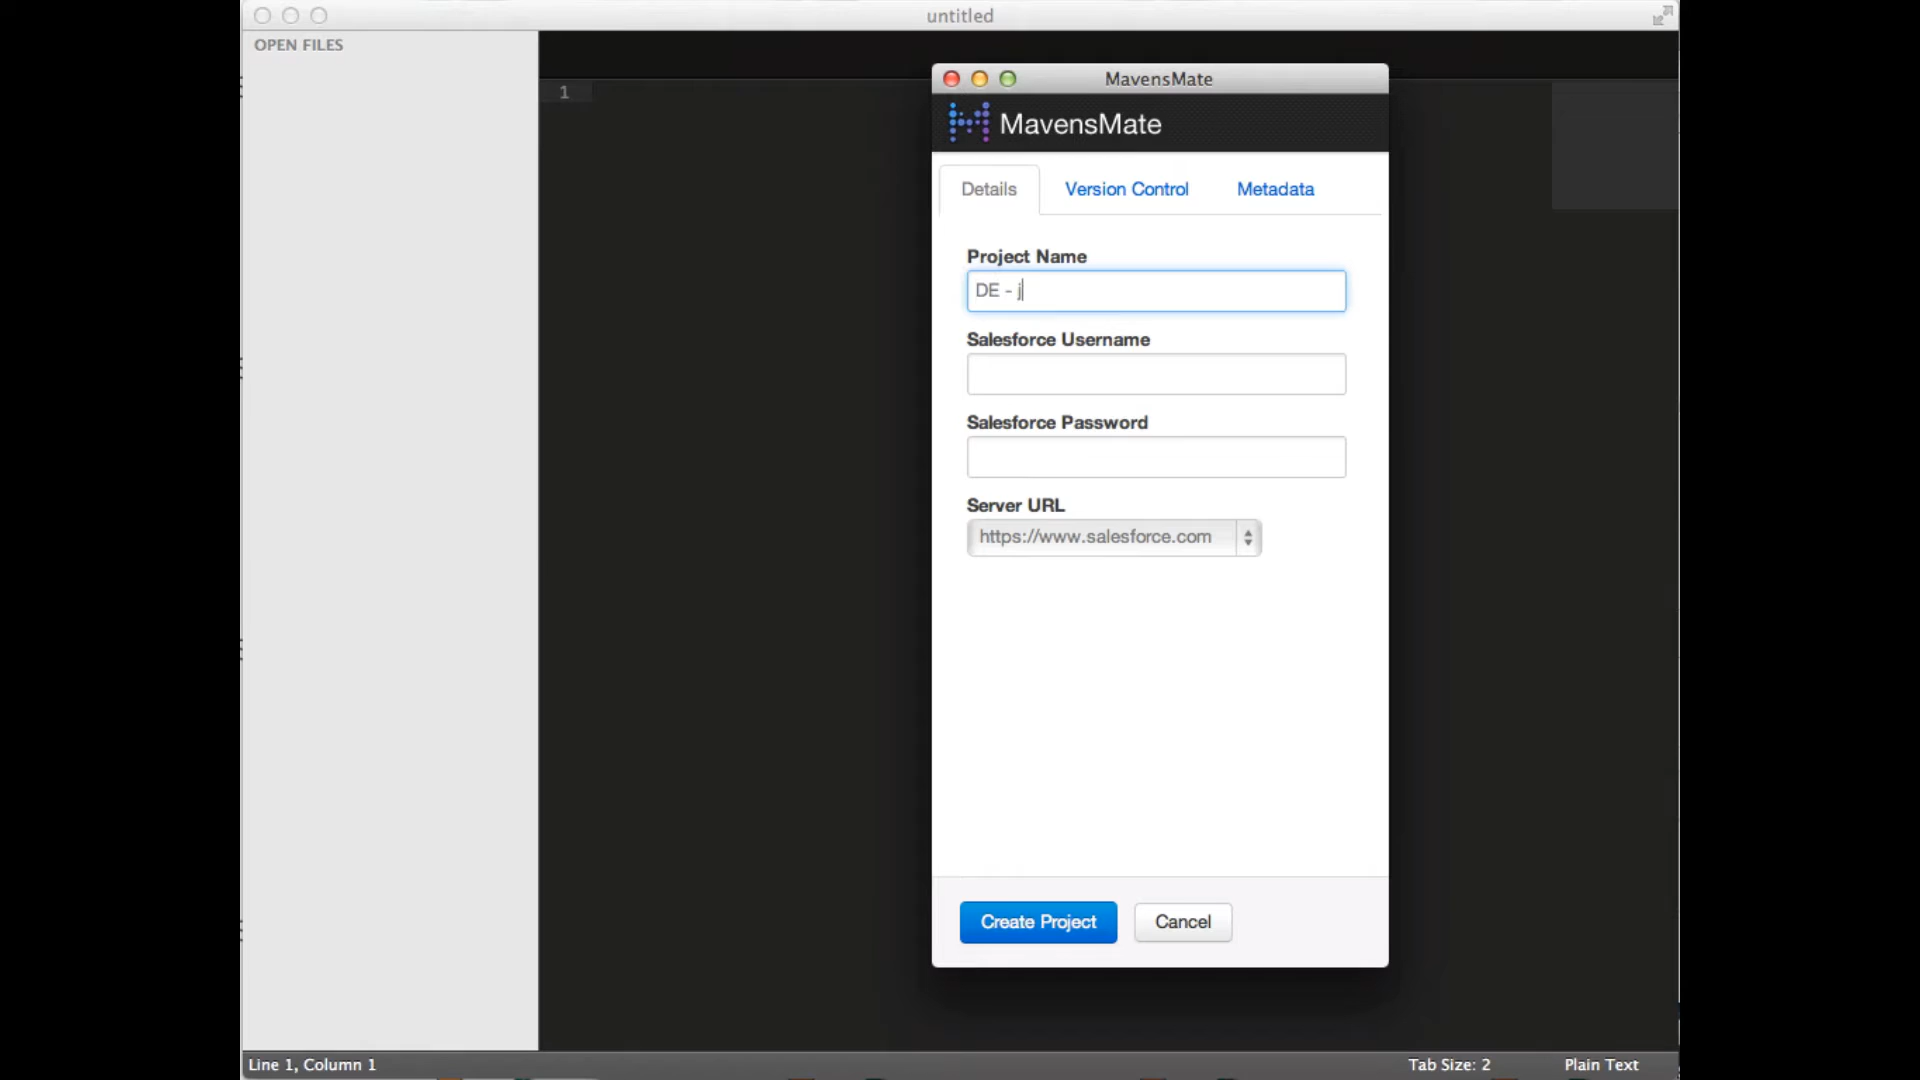 untitled
OPEN FILES
1
MavensMate
MavensMate
Details Version Control Metadata
Project Name
DE - j
Salesforce Username
Salesforce Password
Server URL
https://www.salesforce.com
Create Project Cancel
Line 1, Column 1 Tab Size: 2 Plain Text